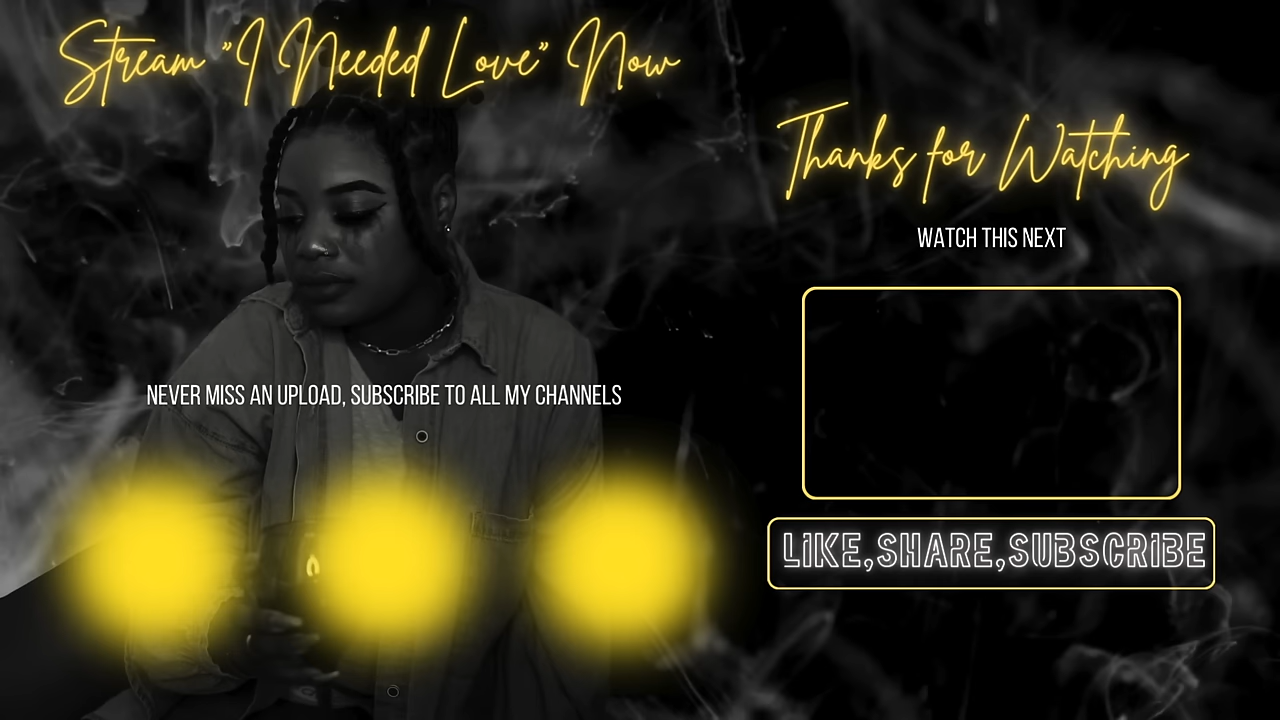 Stream "I Needed Love" Now
Thanks for Watching
WATCH THIS NEXT
NEVER MISS AN UPLOAD, SUBSCRIBE TO ALL MY CHANNELS
LIKE,SHARE,SUBSCRIBE